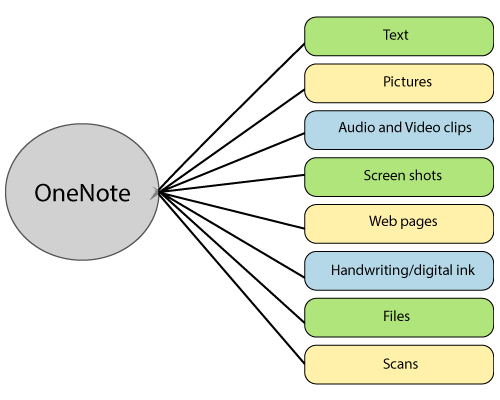 OneNote
Text
Pictures
Audio and Video clips
Screen shots
Web pages
Handwriting/digital ink
Files
Scans